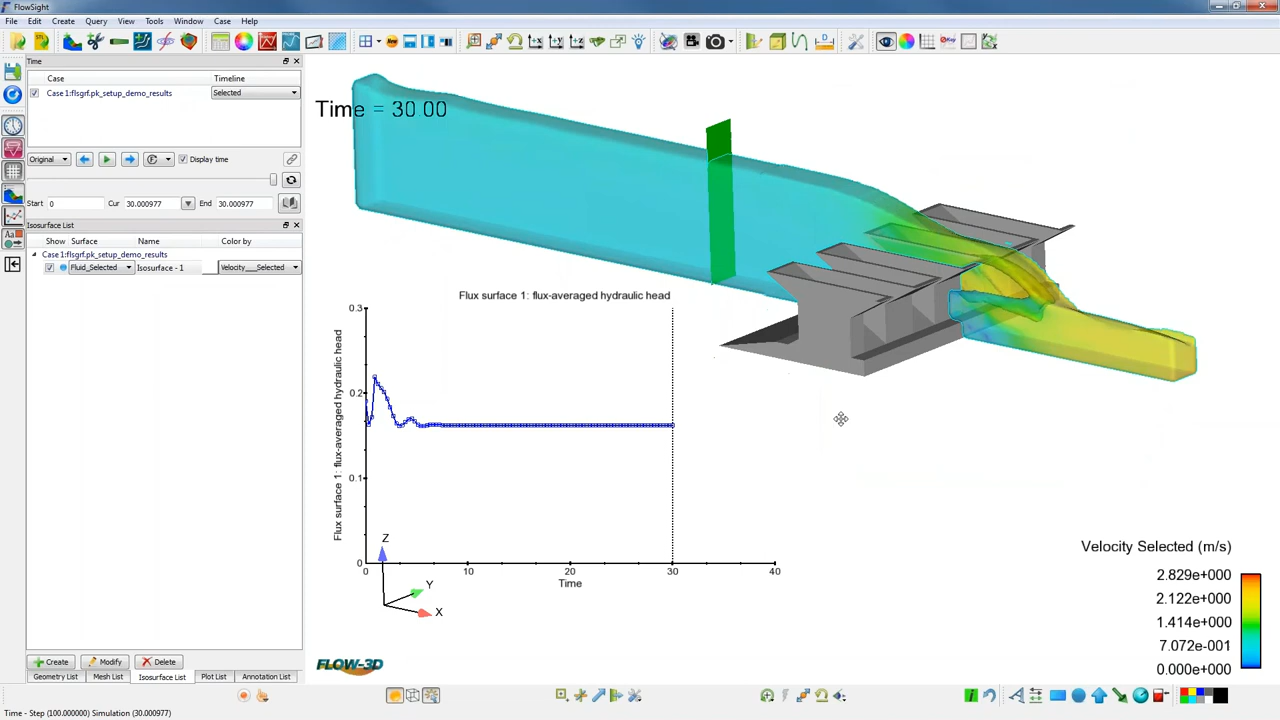 FlowSight
File Edit Create Query View Tools Window Case Help
Time
Case Timeline
Case 1:flsgrf.pk_setup_demo_results Selected
Original Display time
Start 0 Cur 30.000977 End 30.000977
Isosurface List
Show Surface Name Color by
Case 1:flsgrf.pk_setup_demo_results
Fluid_Selected Isosurface - 1 Velocity___Selected
Create Modify Delete
Geometry List Mesh List Isosurface List Plot List Annotation List
Time - Step (100.000000) Simulation (30.000977)
Time = 30.00
Flux surface 1: flux-averaged hydraulic head
Flux surface 1: flux-averaged hydraulic head
0.3
0.2
0.1
0
0 10 20 30 40
Time
Z
Y
X
FLOW-3D
Velocity Selected (m/s)
2.829e+000
2.122e+000
1.414e+000
7.072e-001
0.000e+000